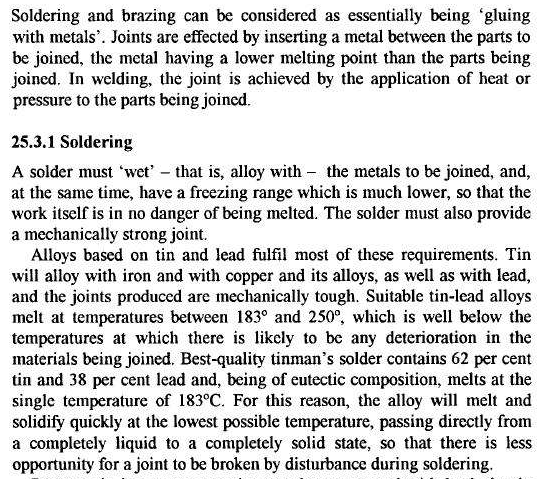 Soldering and brazing can be considered as essentially being ‘gluing
with metals’. Joints are effected by inserting a metal between the parts to
be joined, the metal having a lower melting point than the parts being
joined. In welding, the joint is achieved by the application of heat or
pressure to the parts being joined.
25.3.1 Soldering
A solder must ‘wet’ – that is, alloy with – the metals to be joined, and,
at the same time, have a freezing range which is much lower, so that the
work itself is in no danger of being melted. The solder must also provide
a mechanically strong joint.
Alloys based on tin and lead fulfil most of these requirements. Tin
will alloy with iron and with copper and its alloys, as well as with lead,
and the joints produced are mechanically tough. Suitable tin-lead alloys
melt at temperatures between 183° and 250°, which is well below the
temperatures at which there is likely to be any deterioration in the
materials being joined. Best-quality tinman’s solder contains 62 per cent
tin and 38 per cent lead and, being of eutectic composition, melts at the
single temperature of 183°C. For this reason, the alloy will melt and
solidify quickly at the lowest possible temperature, passing directly from
a completely liquid to a completely solid state, so that there is less
opportunity for a joint to be broken by disturbance during soldering.